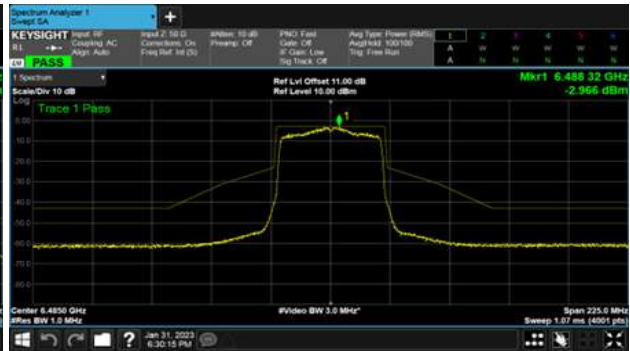 Spectrum Analyzer 1
Swept SA
+
KEYSIGHT
RL
Input: RF
Coupling: AC
Align: Auto
Input Z: 50 Ω
Corrections: On
Freq Ref: Int (S)
#Atten: 10 dB
Preamp: Off
PNO: Fast
Gate: Off
IF Gain: Low
Sig Track: Off
Avg Type: Power (RMS)
Avg|Hold: 100/100
Trig: Free Run
1 2 3 4 5 6
A W W W W W
A N N N N N
LM PASS
1 Spectrum
Scale/Div 10 dB
Ref Lvl Offset 11.00 dB
Ref Level 10.00 dBm
Mkr1 6.488 32 GHz
-2.966 dBm
Log
Trace 1 Pass
1
0.00
-10.0
-20.0
-30.0
-40.0
-50.0
-60.0
-70.0
-80.0
Center 6.4850 GHz
#Res BW 1.0 MHz
#Video BW 3.0 MHz*
Span 225.0 MHz
Sweep 1.07 ms (4001 pts)
?
Jan 31, 2023
6:30:15 PM